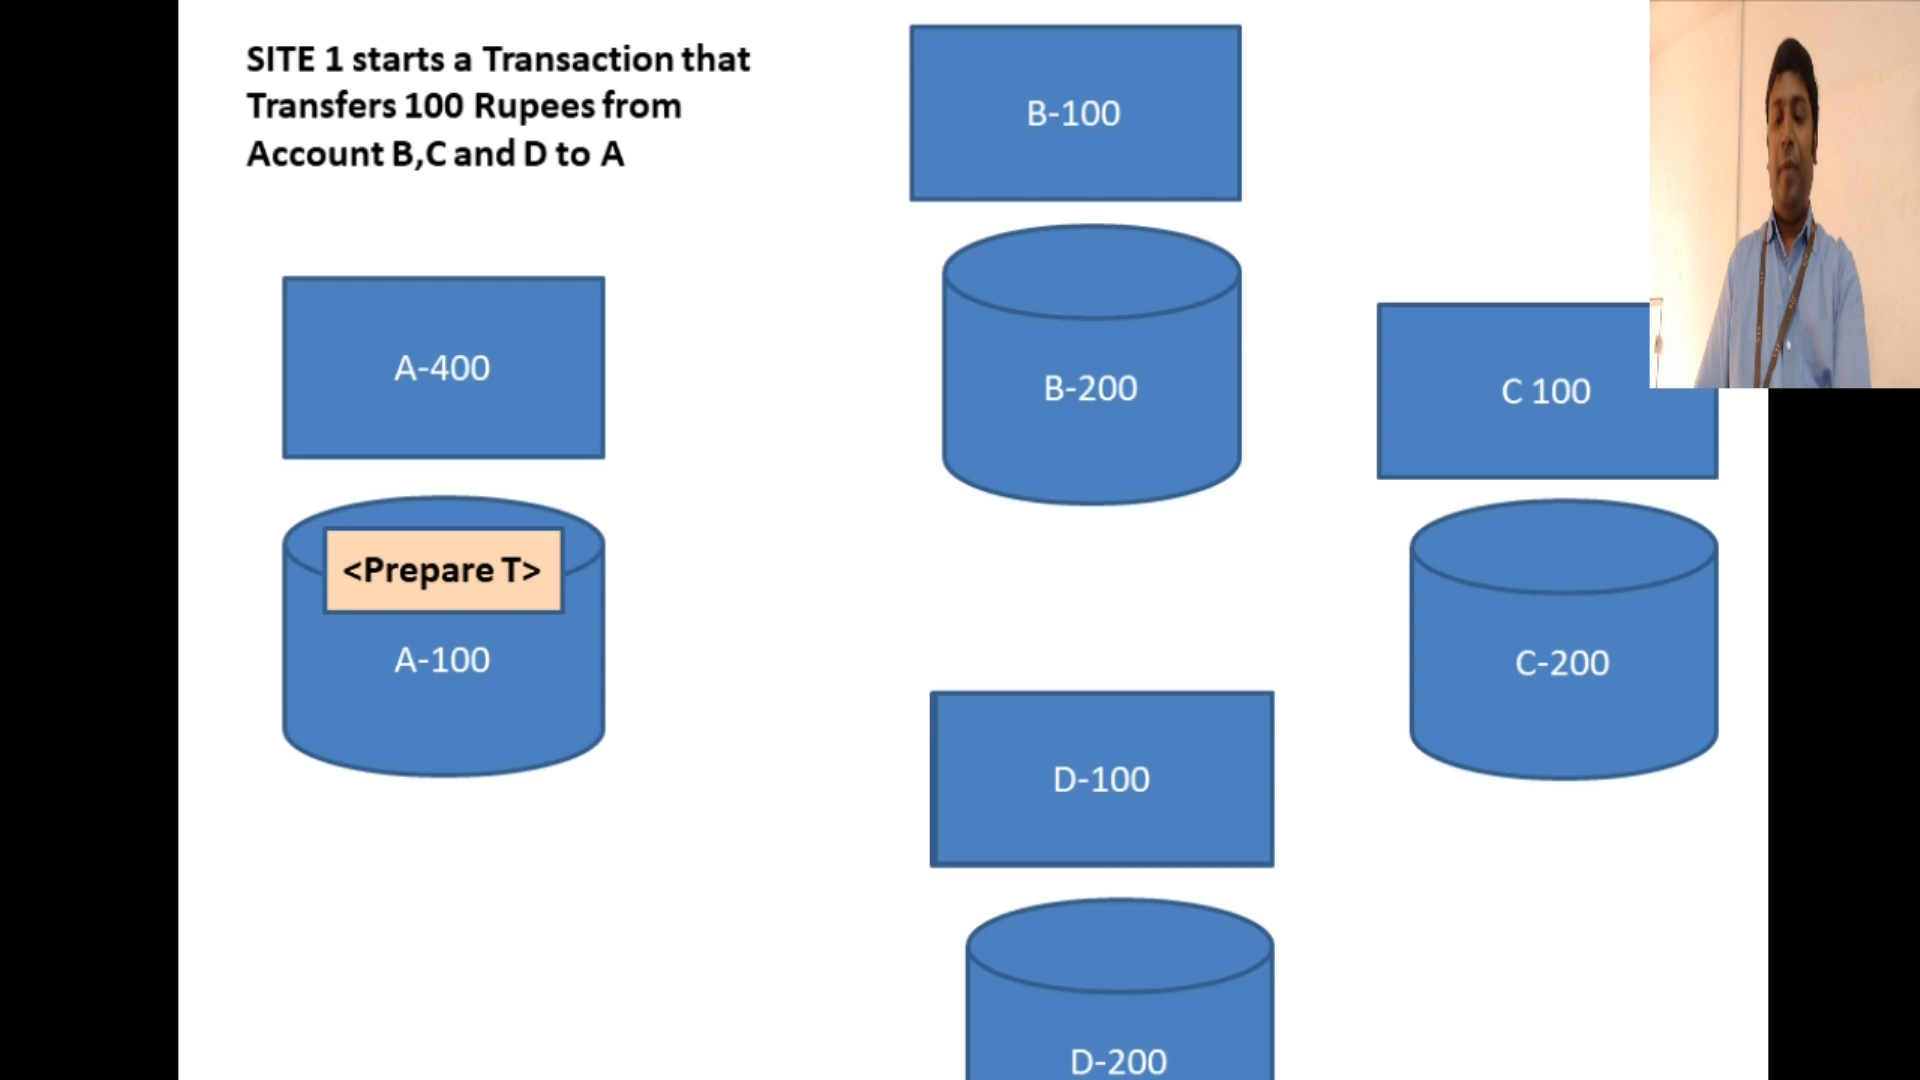 SITE 1 starts a Transaction that
Transfers 100 Rupees from
Account B,C and D to A
B-100
B-200
A-400
C 100
<Prepare T>
A-100
C-200
D-100
D-200